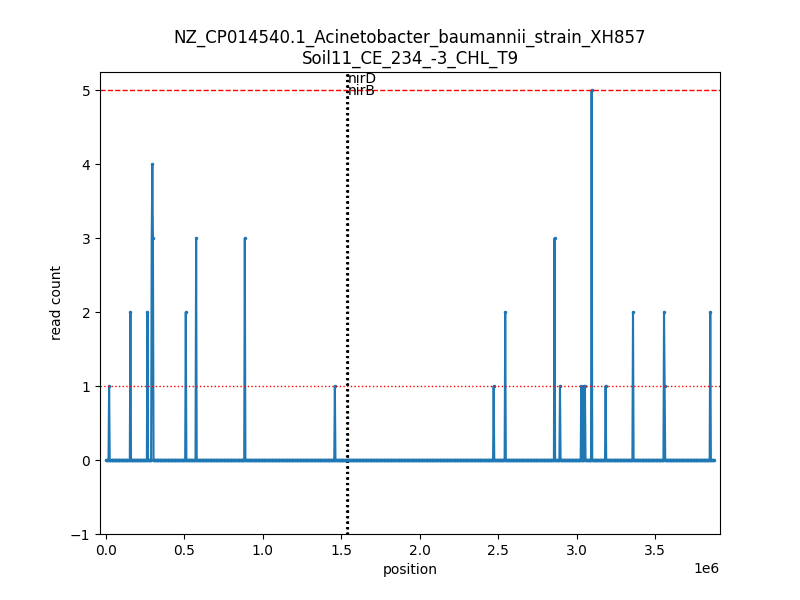 NZ_CP014540.1_Acinetobacter_baumannii_strain_XH857
Soil11_CE_234_-3_CHL_T9
nirD
nirB
5
4
3
2
1
0
−1
read count
0.0 0.5 1.0 1.5 2.0 2.5 3.0 3.5
1e6
position